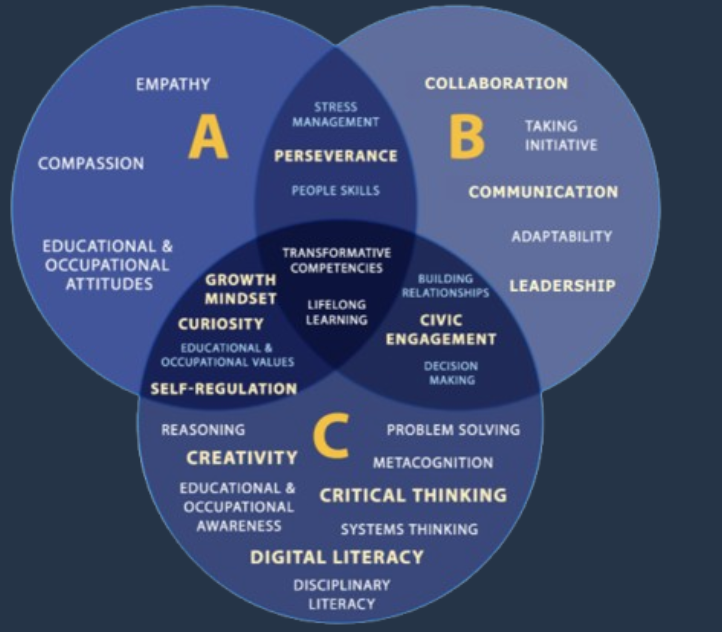 EMPATHY
A
COMPASSION
EDUCATIONAL &
OCCUPATIONAL
ATTITUDES
STRESS
MANAGEMENT
PERSEVERANCE
PEOPLE SKILLS
COLLABORATION
B
TAKING
INITIATIVE
COMMUNICATION
ADAPTABILITY
LEADERSHIP
TRANSFORMATIVE
COMPETENCIES
LIFELONG
LEARNING
GROWTH
MINDSET
CURIOSITY
EDUCATIONAL &
OCCUPATIONAL VALUES
SELF-REGULATION
BUILDING
RELATIONSHIPS
CIVIC
ENGAGEMENT
DECISION
MAKING
C
REASONING
CREATIVITY
EDUCATIONAL &
OCCUPATIONAL
AWARENESS
PROBLEM SOLVING
METACOGNITION
CRITICAL THINKING
SYSTEMS THINKING
DIGITAL LITERACY
DISCIPLINARY
LITERACY